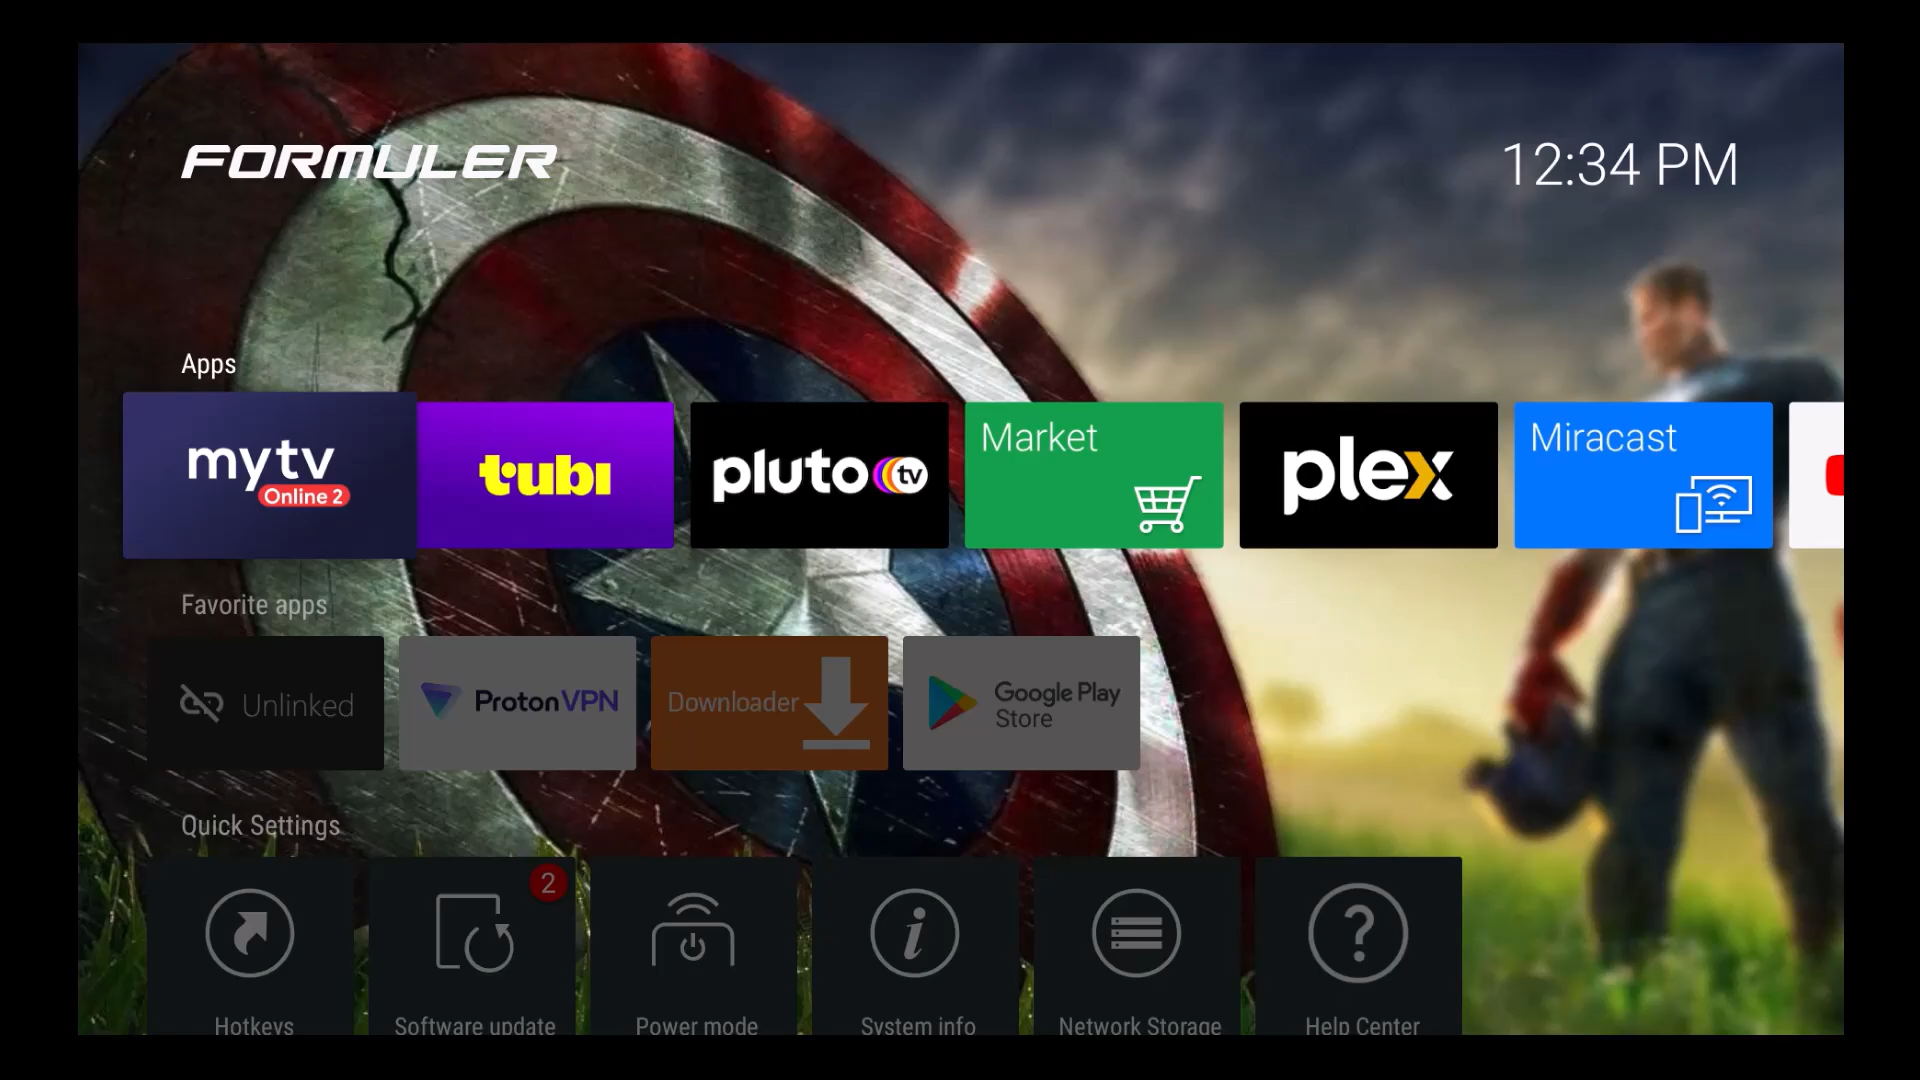 FORMULER
12:34 PM
Apps
mytv
Online 2
tubi
pluto tv
Market
plex
Miracast
Favorite apps
Unlinked
ProtonVPN
Downloader
Google Play
Store
Quick Settings
2
Hotkeys
Software update
Power mode
System info
Network Storage
Help Center